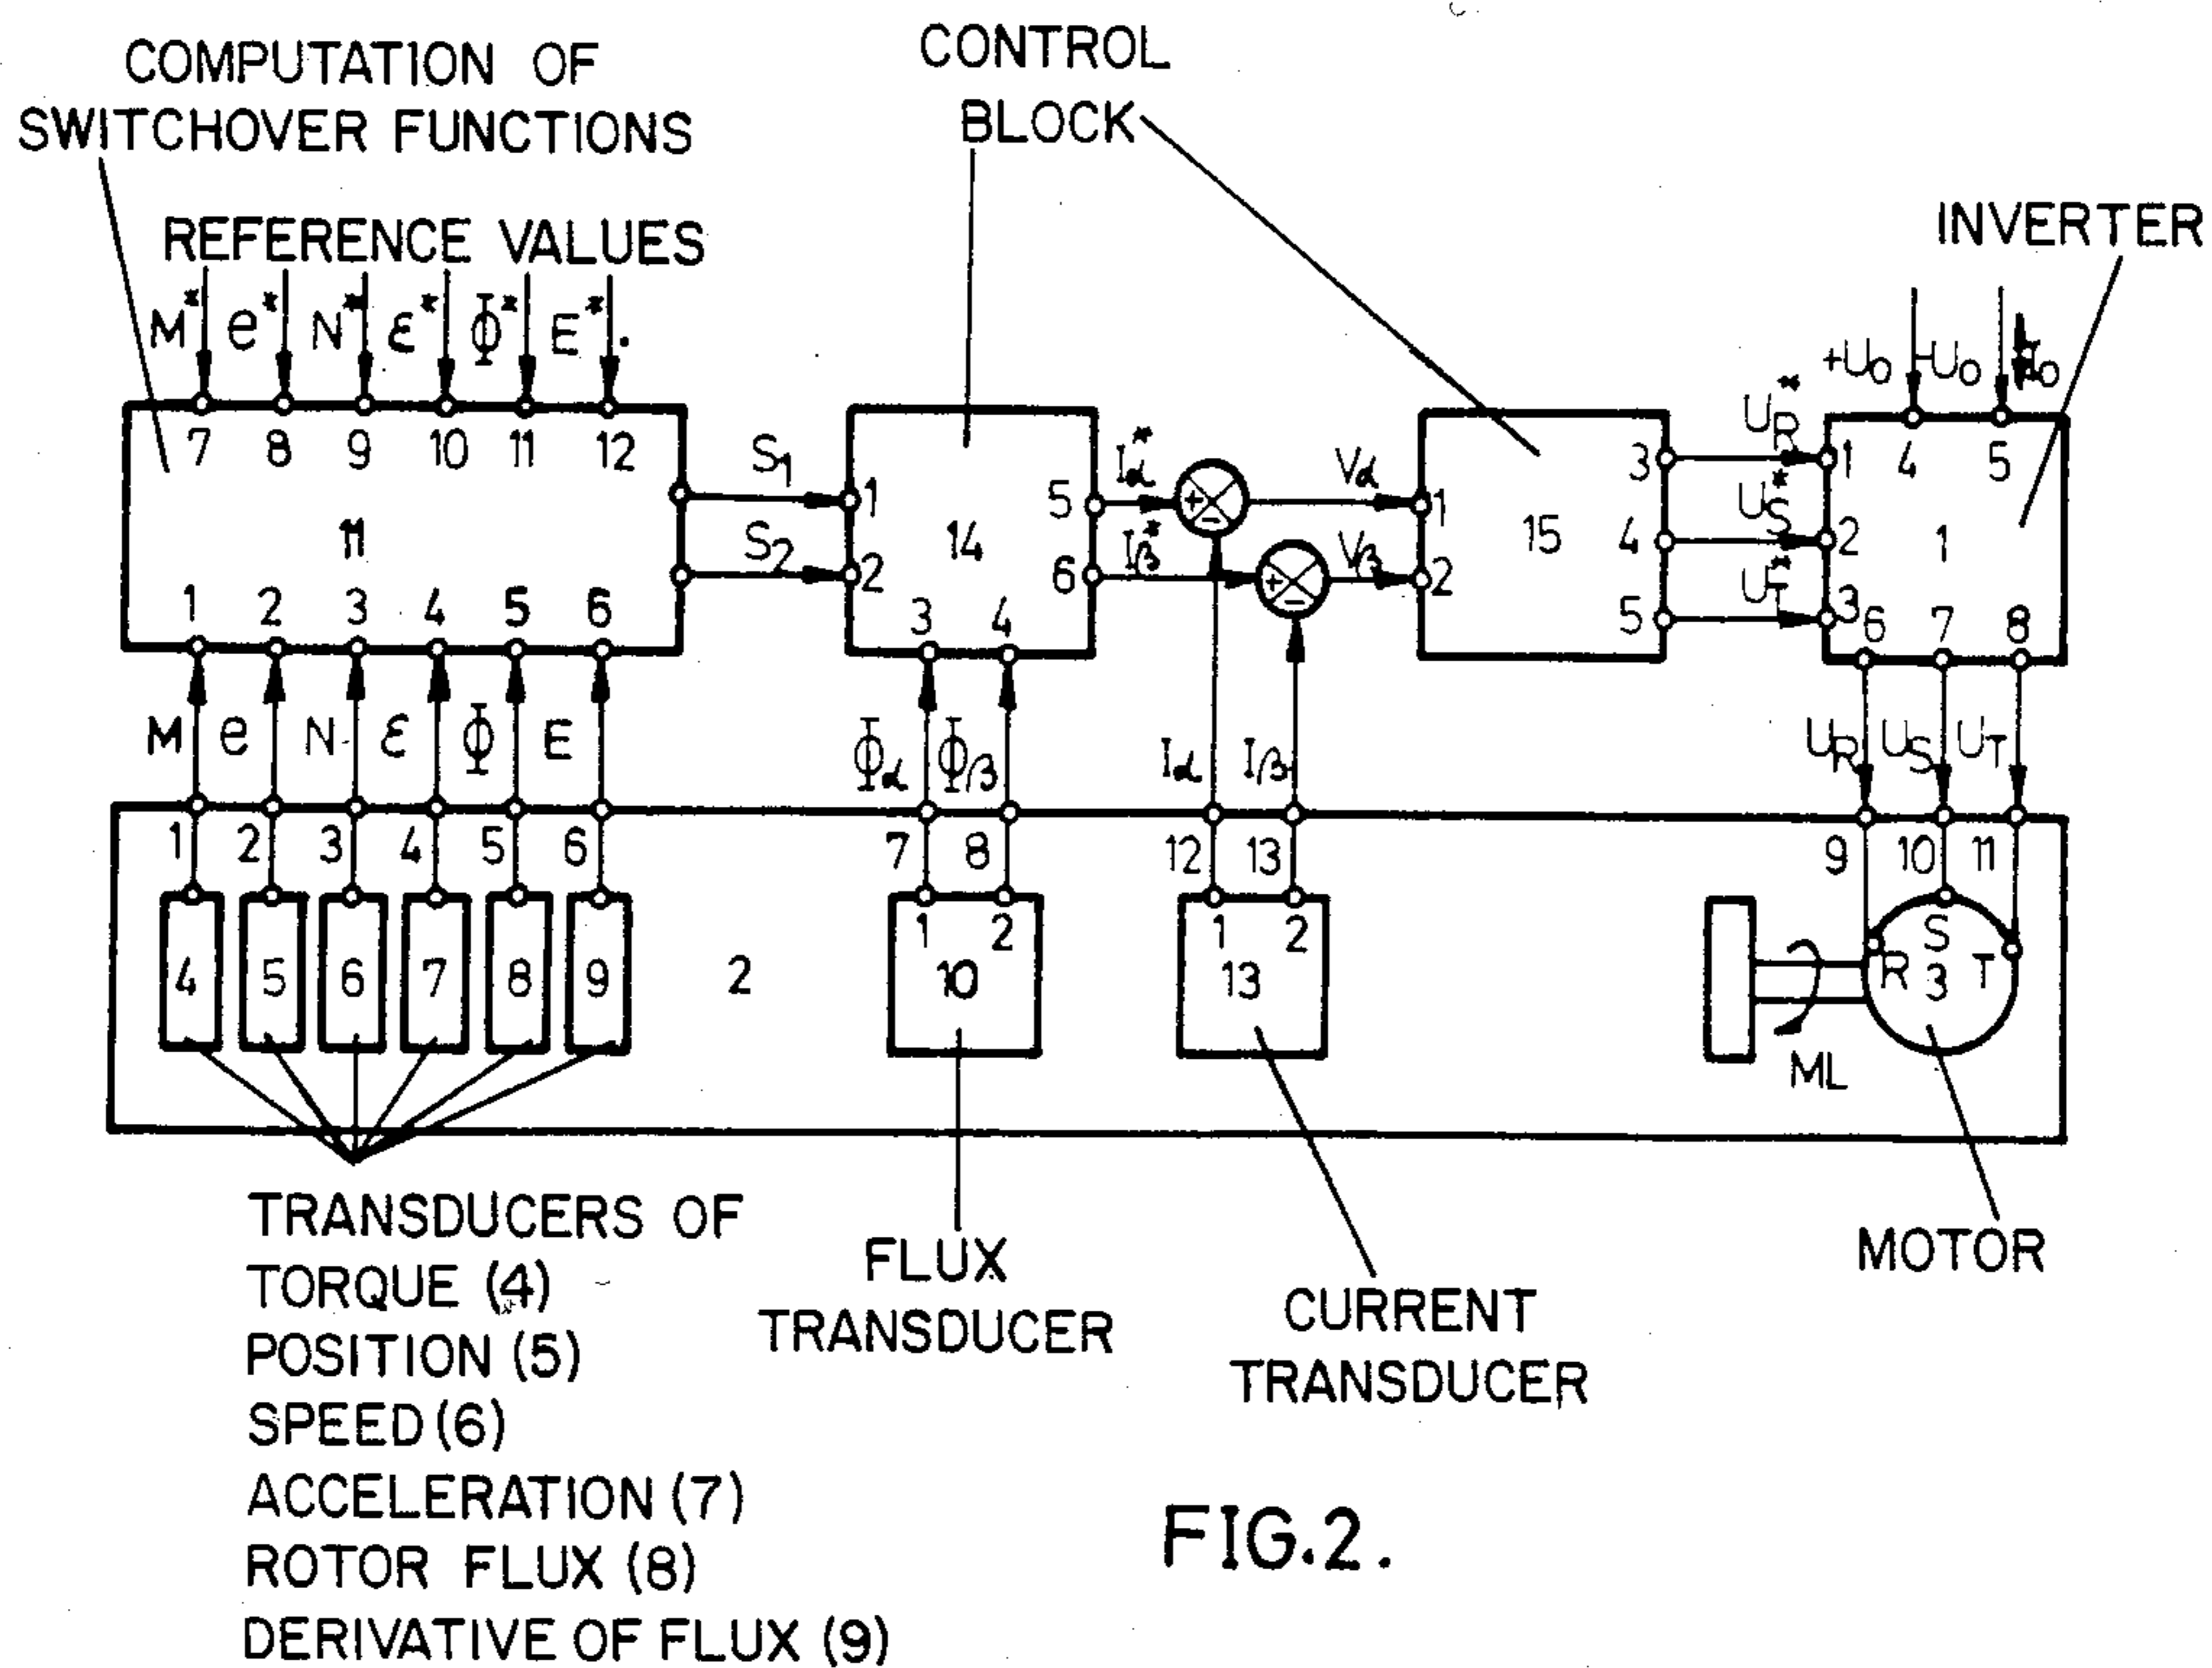 COMPUTATION OF
SWITCHOVER FUNCTIONS
CONTROL
BLOCK
INVERTER
REFERENCE VALUES
M* e* N* ε* Φ* E*
+U0 -U0
7 8 9 10 11 12
11
1 2 3 4 5 6
S1
S2
1
2
14
3 4
5
6
Iα*
Iβ*
+
−
+
−
Vα
Vβ
1
2
15
3
4
5
UR*
US*
UT*
1
2
3
4 5
1
6 7 8
M e N ε Φ E
Φα Φβ
Iα Iβ
UR US UT
1 2 3 4 5 6
7 8
12 13
9 10 11
4 5 6 7 8 9
2
1 2
10
1 2
13
S
R 3 T
ML
TRANSDUCERS OF
TORQUE (4)
POSITION (5)
SPEED (6)
ACCELERATION (7)
ROTOR FLUX (8)
DERIVATIVE OF FLUX (9)
FLUX
TRANSDUCER
CURRENT
TRANSDUCER
MOTOR
FIG.2.